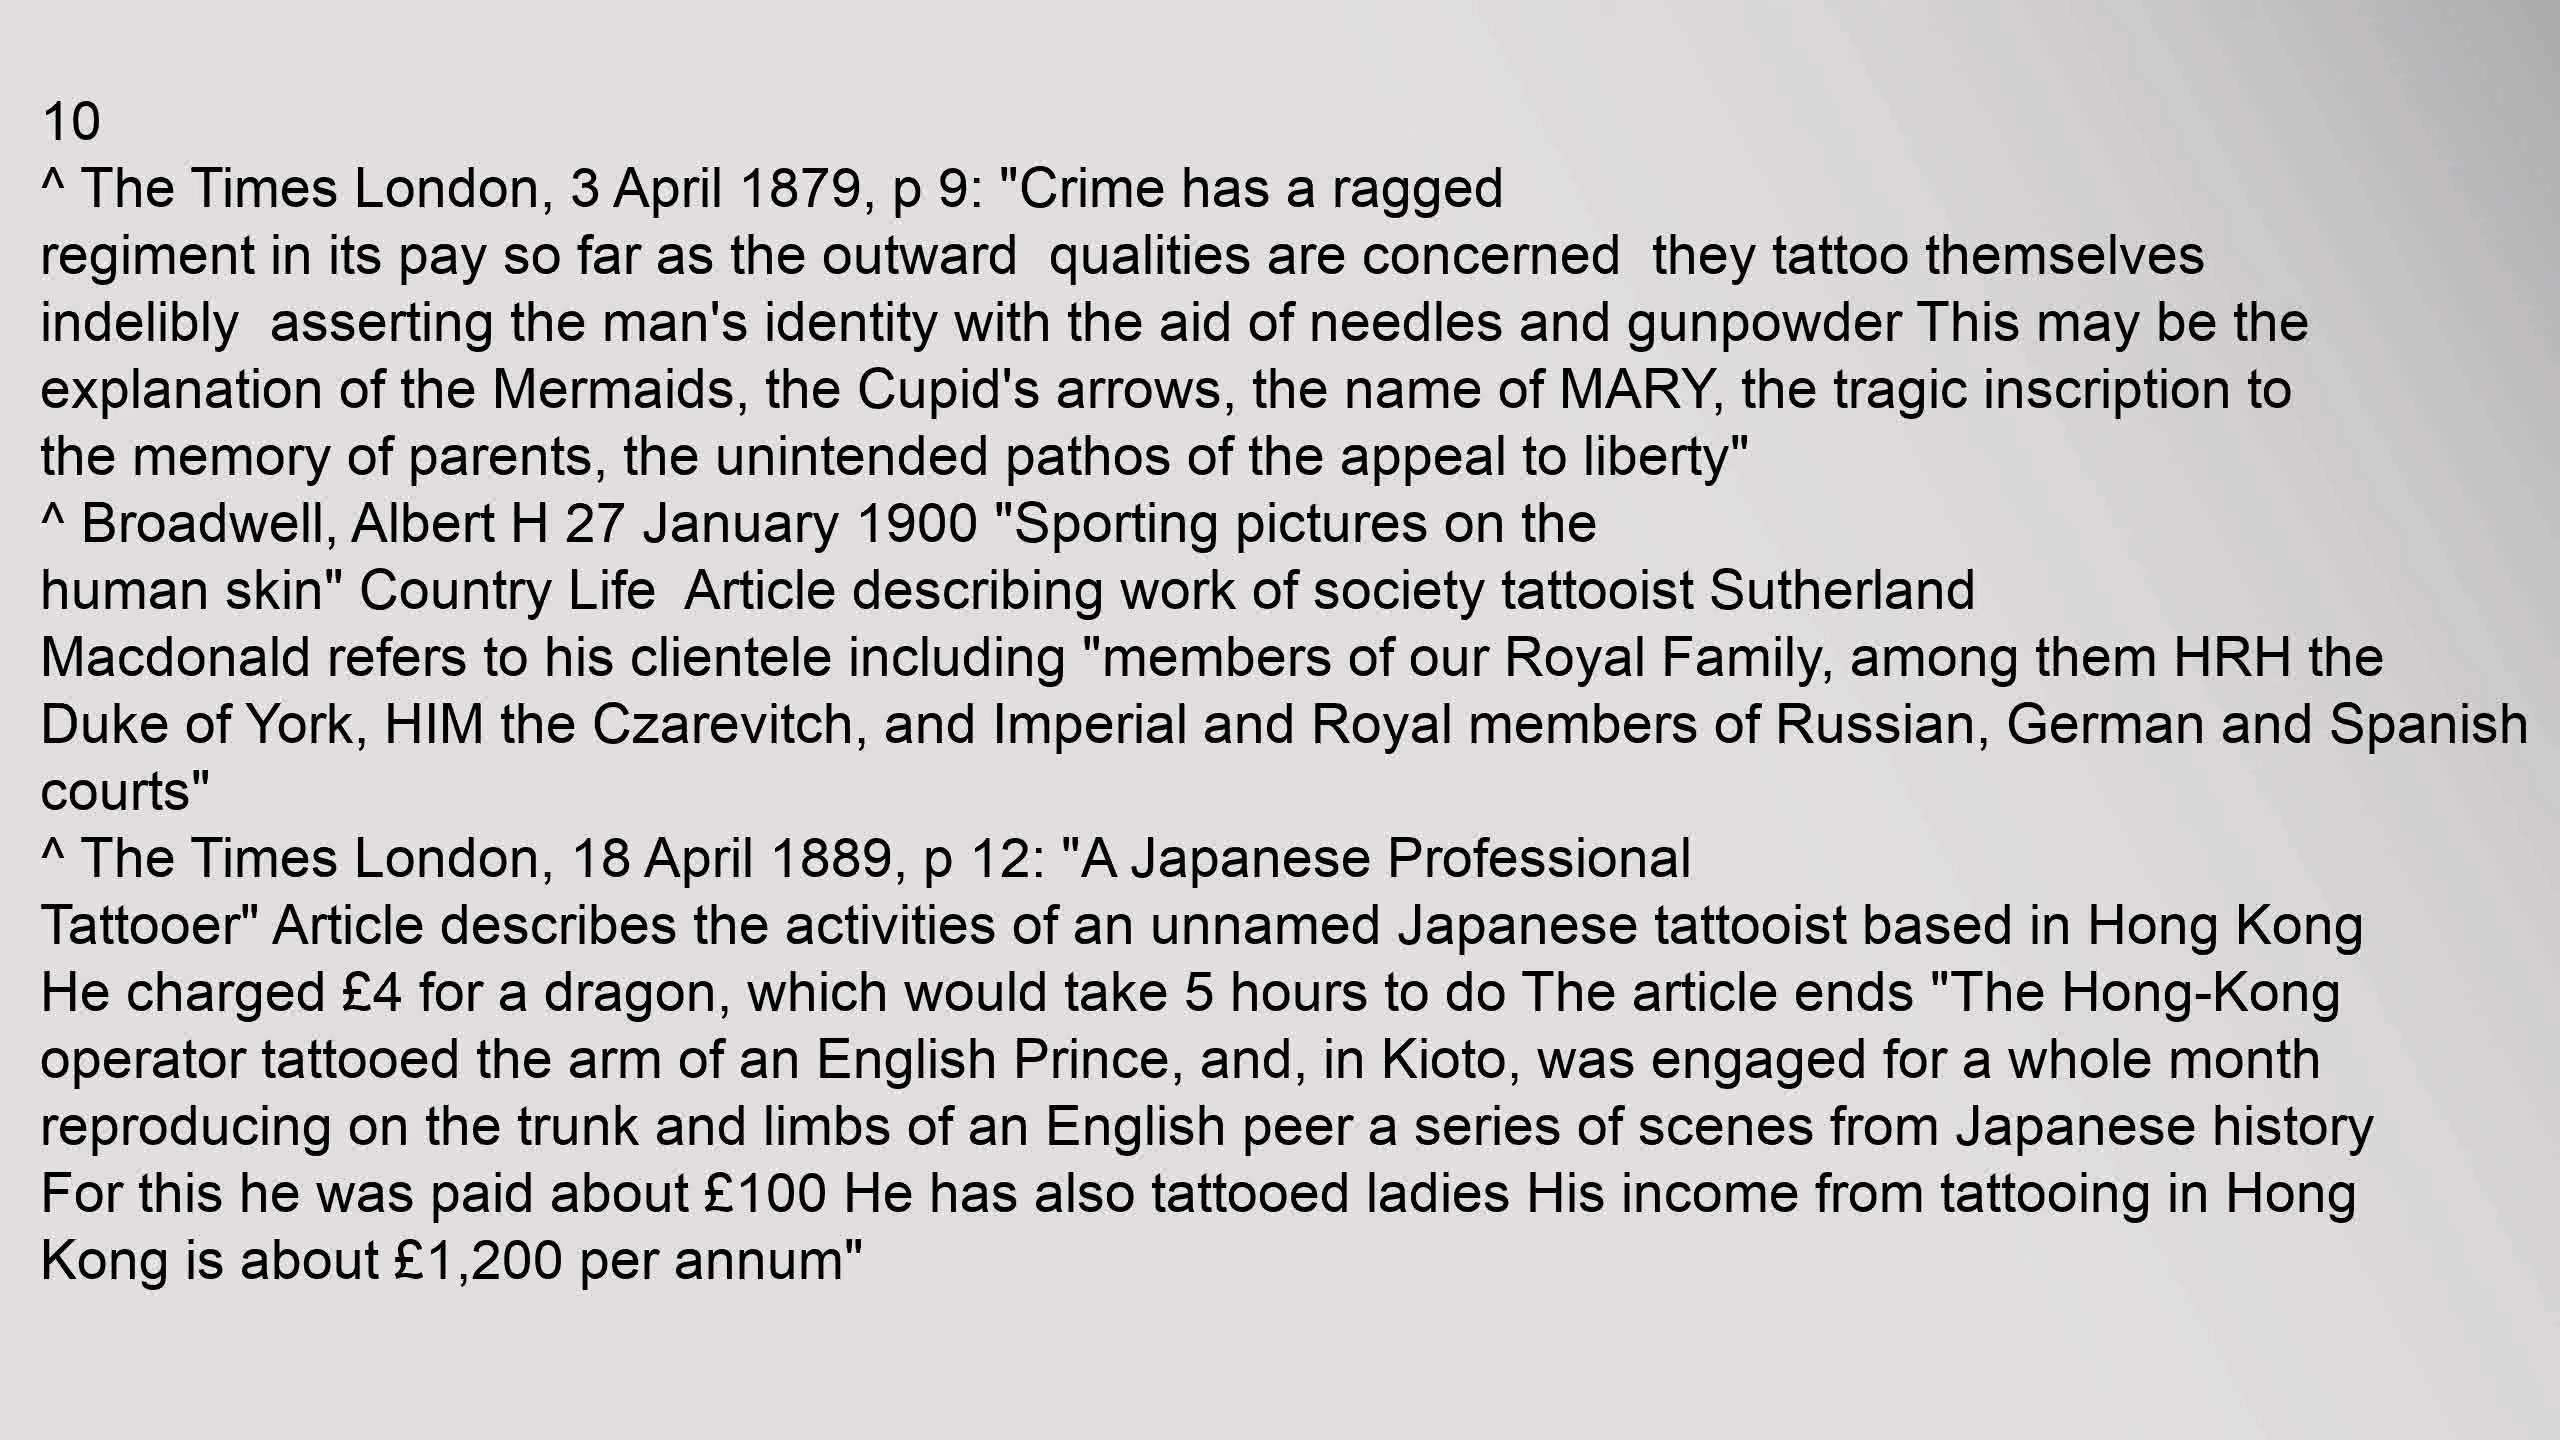 10
^ The Times London, 3 April 1879, p 9: "Crime has a ragged
regiment in its pay so far as the outward  qualities are concerned  they tattoo themselves
indelibly  asserting the man's identity with the aid of needles and gunpowder This may be the
explanation of the Mermaids, the Cupid's arrows, the name of MARY, the tragic inscription to
the memory of parents, the unintended pathos of the appeal to liberty"
^ Broadwell, Albert H 27 January 1900 "Sporting pictures on the
human skin" Country Life  Article describing work of society tattooist Sutherland
Macdonald refers to his clientele including "members of our Royal Family, among them HRH the
Duke of York, HIM the Czarevitch, and Imperial and Royal members of Russian, German and Spanish
courts"
^ The Times London, 18 April 1889, p 12: "A Japanese Professional
Tattooer" Article describes the activities of an unnamed Japanese tattooist based in Hong Kong
He charged £4 for a dragon, which would take 5 hours to do The article ends "The Hong-Kong
operator tattooed the arm of an English Prince, and, in Kioto, was engaged for a whole month
reproducing on the trunk and limbs of an English peer a series of scenes from Japanese history
For this he was paid about £100 He has also tattooed ladies His income from tattooing in Hong
Kong is about £1,200 per annum"